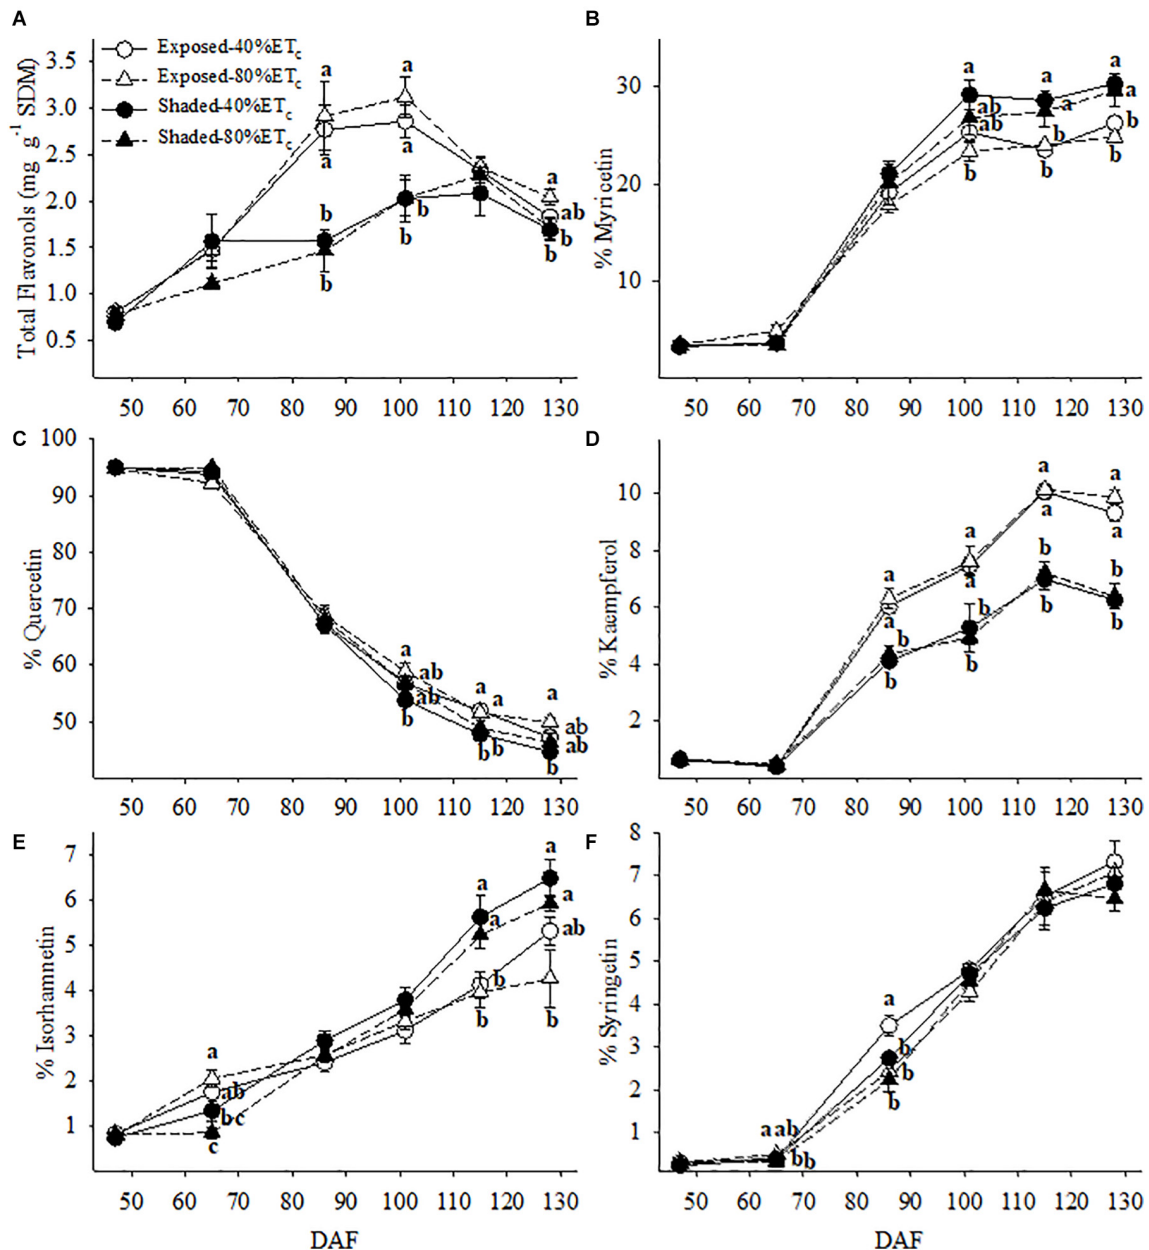 A
B
Exposed-40%ETc
Exposed-80%ETc
Shaded-40%ETc
Shaded-80%ETc
Total Flavonols (mg g-1 SDM)
3.5
3.0
2.5
2.0
1.5
1.0
0.5
a
a
a
a
b
b
b
b
a
ab
b
b
50 60 70 80 90 100 110 120 130
% Myricetin
30
20
10
a
ab
ab
b
a
a
b
b
a
a
b
b
50 60 70 80 90 100 110 120 130
C
D
% Quercetin
100
90
80
70
60
50
a
ab
ab
b
a
a
b
b
a
ab
ab
b
50 60 70 80 90 100 110 120 130
% Kaempferol
10
8
6
4
2
a
a
b
b
a
a
b
b
a
a
b
b
a
a
b
b
50 60 70 80 90 100 110 120 130
E
F
% Isorhamnetin
7
6
5
4
3
2
1
a
ab
bc
c
a
a
b
b
a
a
ab
b
50 60 70 80 90 100 110 120 130
DAF
% Syringetin
8
7
6
5
4
3
2
1
a ab
bb
a
b
b
b
50 60 70 80 90 100 110 120 130
DAF